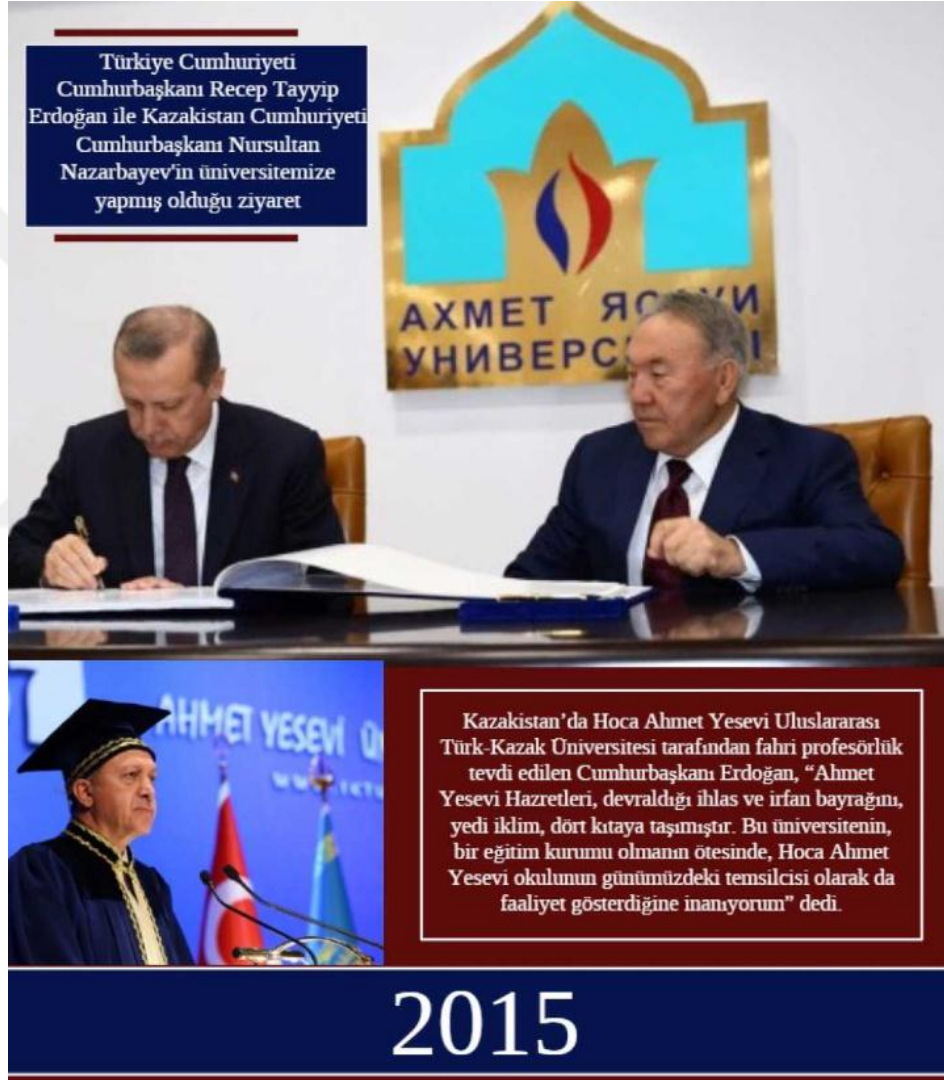 Türkiye Cumhuriyeti
Cumhurbaşkanı Recep Tayyip
Erdoğan ile Kazakistan Cumhuriyeti
Cumhurbaşkanı Nursultan
Nazarbayev'in üniversitemize
yapmış olduğu ziyaret
АХМЕТ
AHMET YESEVİ
Kazakistan’da Hoca Ahmet Yesevi Uluslararası
Türk-Kazak Üniversitesi tarafından fahri profesörlük
tevdi edilen Cumhurbaşkanı Erdoğan, “Ahmet
Yesevi Hazretleri, devraldığı ihlas ve irfan bayrağını,
yedi iklim, dört kıtaya taşımıştır. Bu üniversitenin,
bir eğitim kurumu olmanın ötesinde, Hoca Ahmet
Yesevi okulunun günümüzdeki temsilcisi olarak da
faaliyet gösterdiğine inanıyorum” dedi.
2015